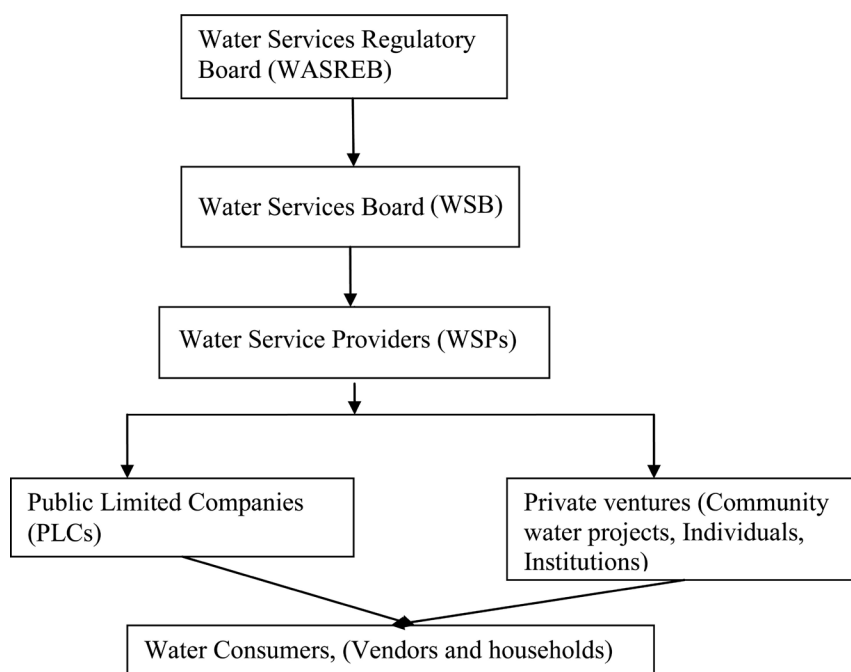 Water Services Regulatory
Board (WASREB)
Water Services Board (WSB)
Water Service Providers (WSPs)
Public Limited Companies
(PLCs)
Private ventures (Community
water projects, Individuals,
Institutions)
Water Consumers, (Vendors and households)